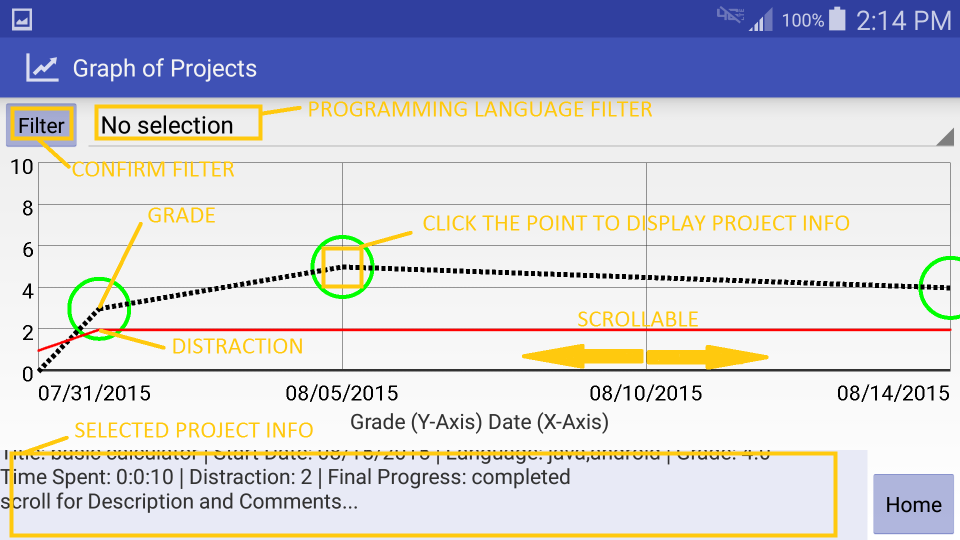 100% 2:14 PM
Graph of Projects
PROGRAMMING LANGUAGE FILTER
Filter No selection
CONFIRM FILTER
10
8
GRADE
CLICK THE POINT TO DISPLAY PROJECT INFO
6
4
SCROLLABLE
2
DISTRACTION
0
07/31/2015 08/05/2015 08/10/2015 08/14/2015
Grade (Y-Axis) Date (X-Axis)
SELECTED PROJECT INFO
Title: basic calculator | Start Date: | Language: java,android | Grade: 4.0
Time Spent: 0:0:10 | Distraction: 2 | Final Progress: completed
scroll for Description and Comments...
Home